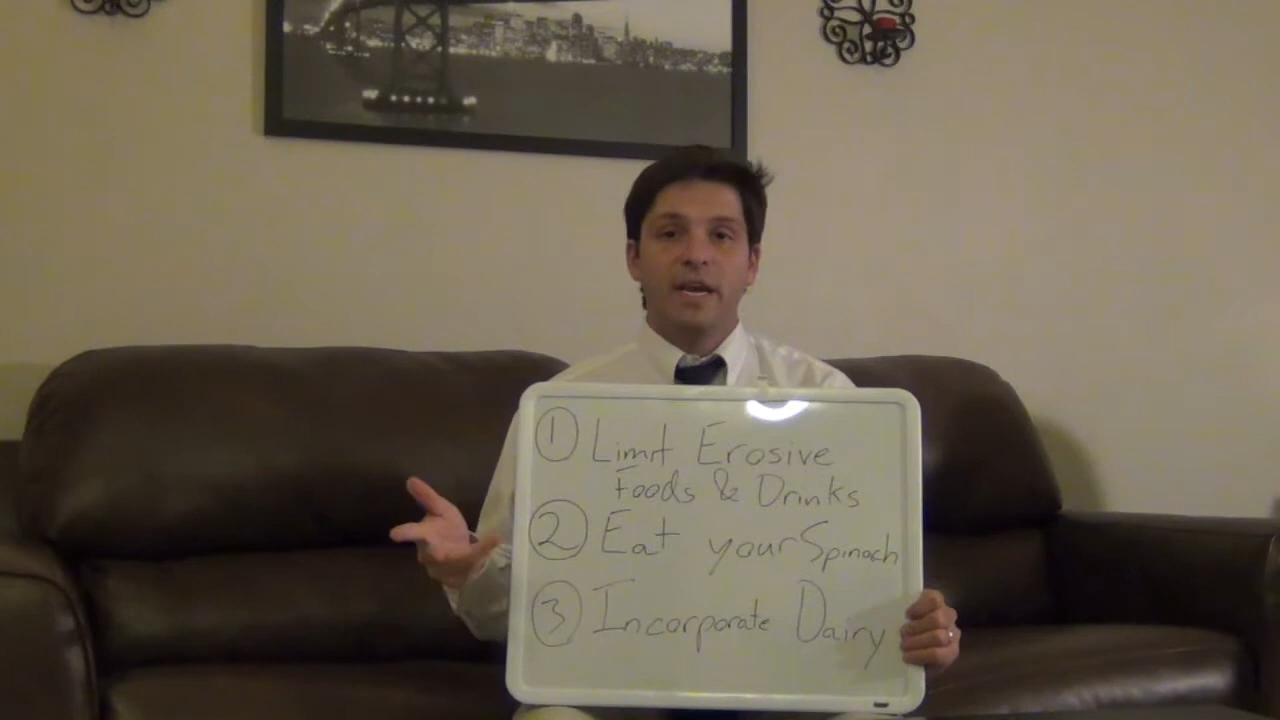 ① Limit Erosive
Foods & Drinks
② Eat your Spinach
③ Incorporate Dairy